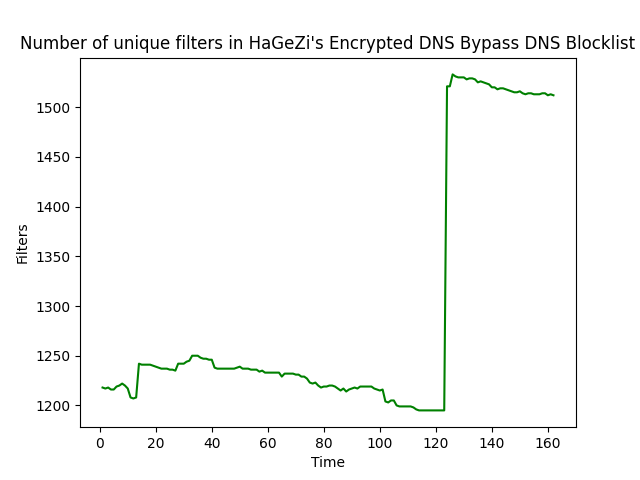 Number of unique filters in HaGeZi's Encrypted DNS Bypass DNS Blocklist
1500
1450
1400
1350
1300
1250
1200
Filters
0 20 40 60 80 100 120 140 160
Time